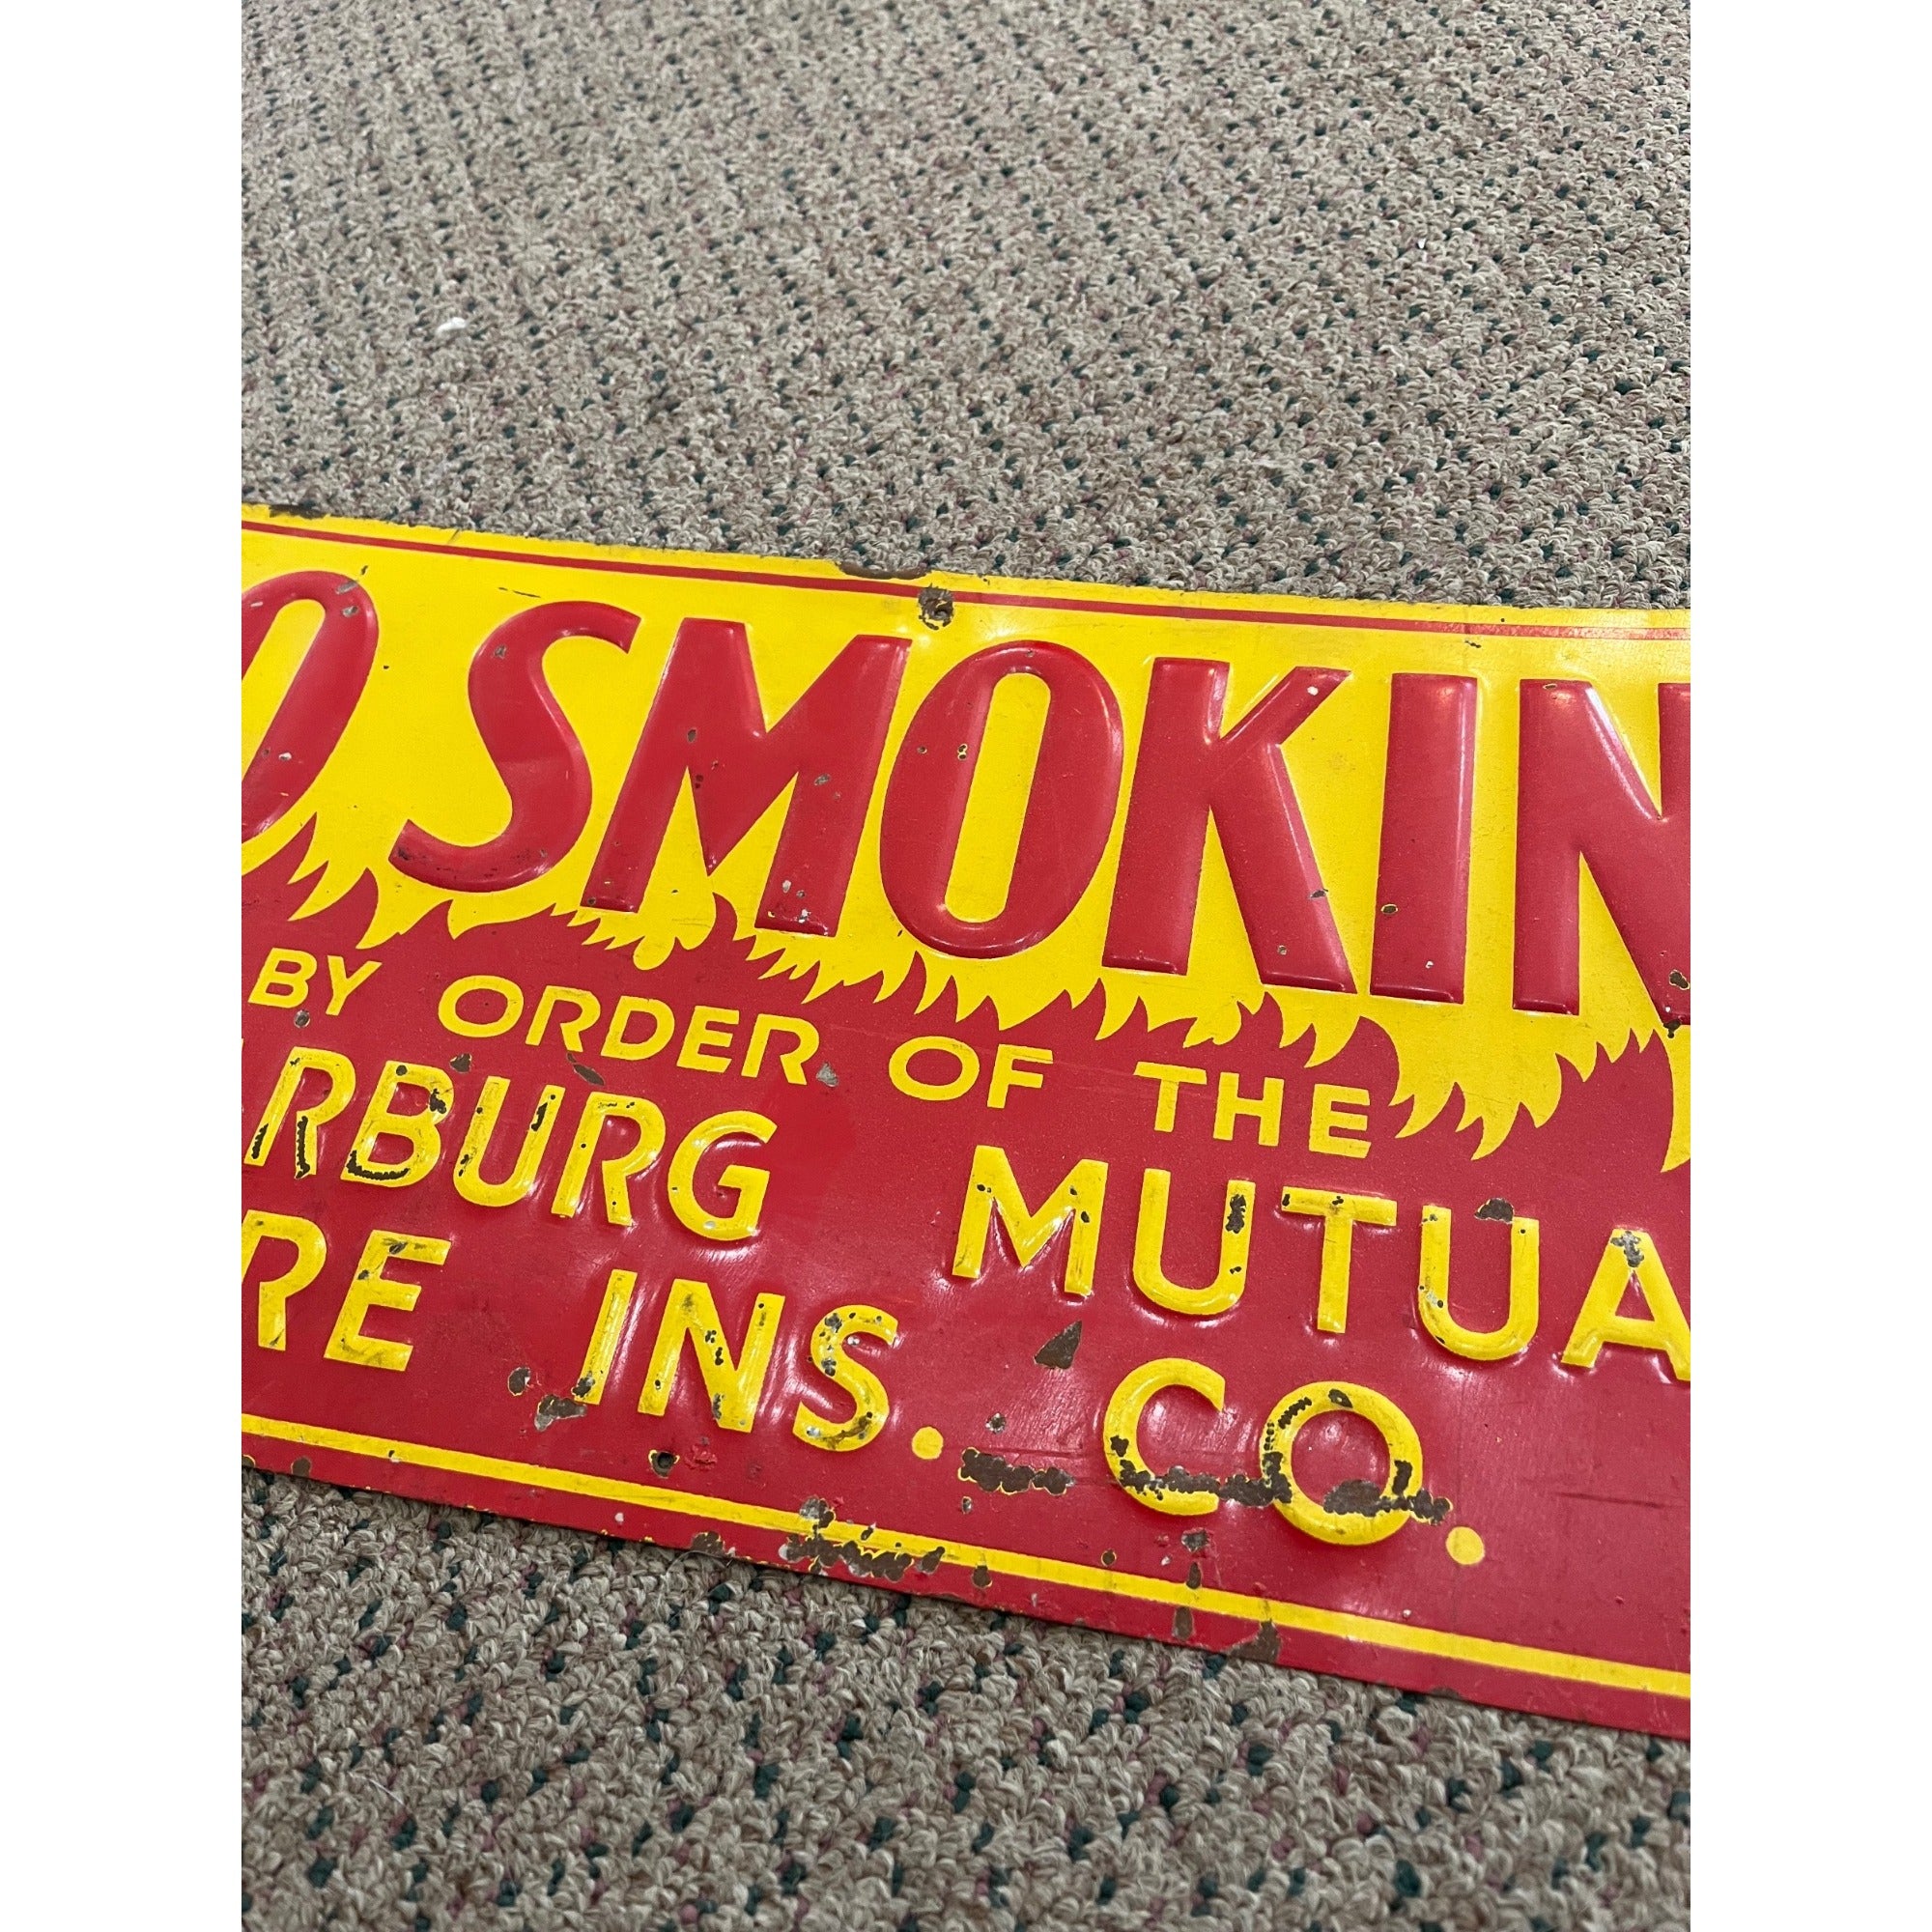 O SMOKIN
BY ORDER OF THE
RBURG MUTUA
RE INS. CO.